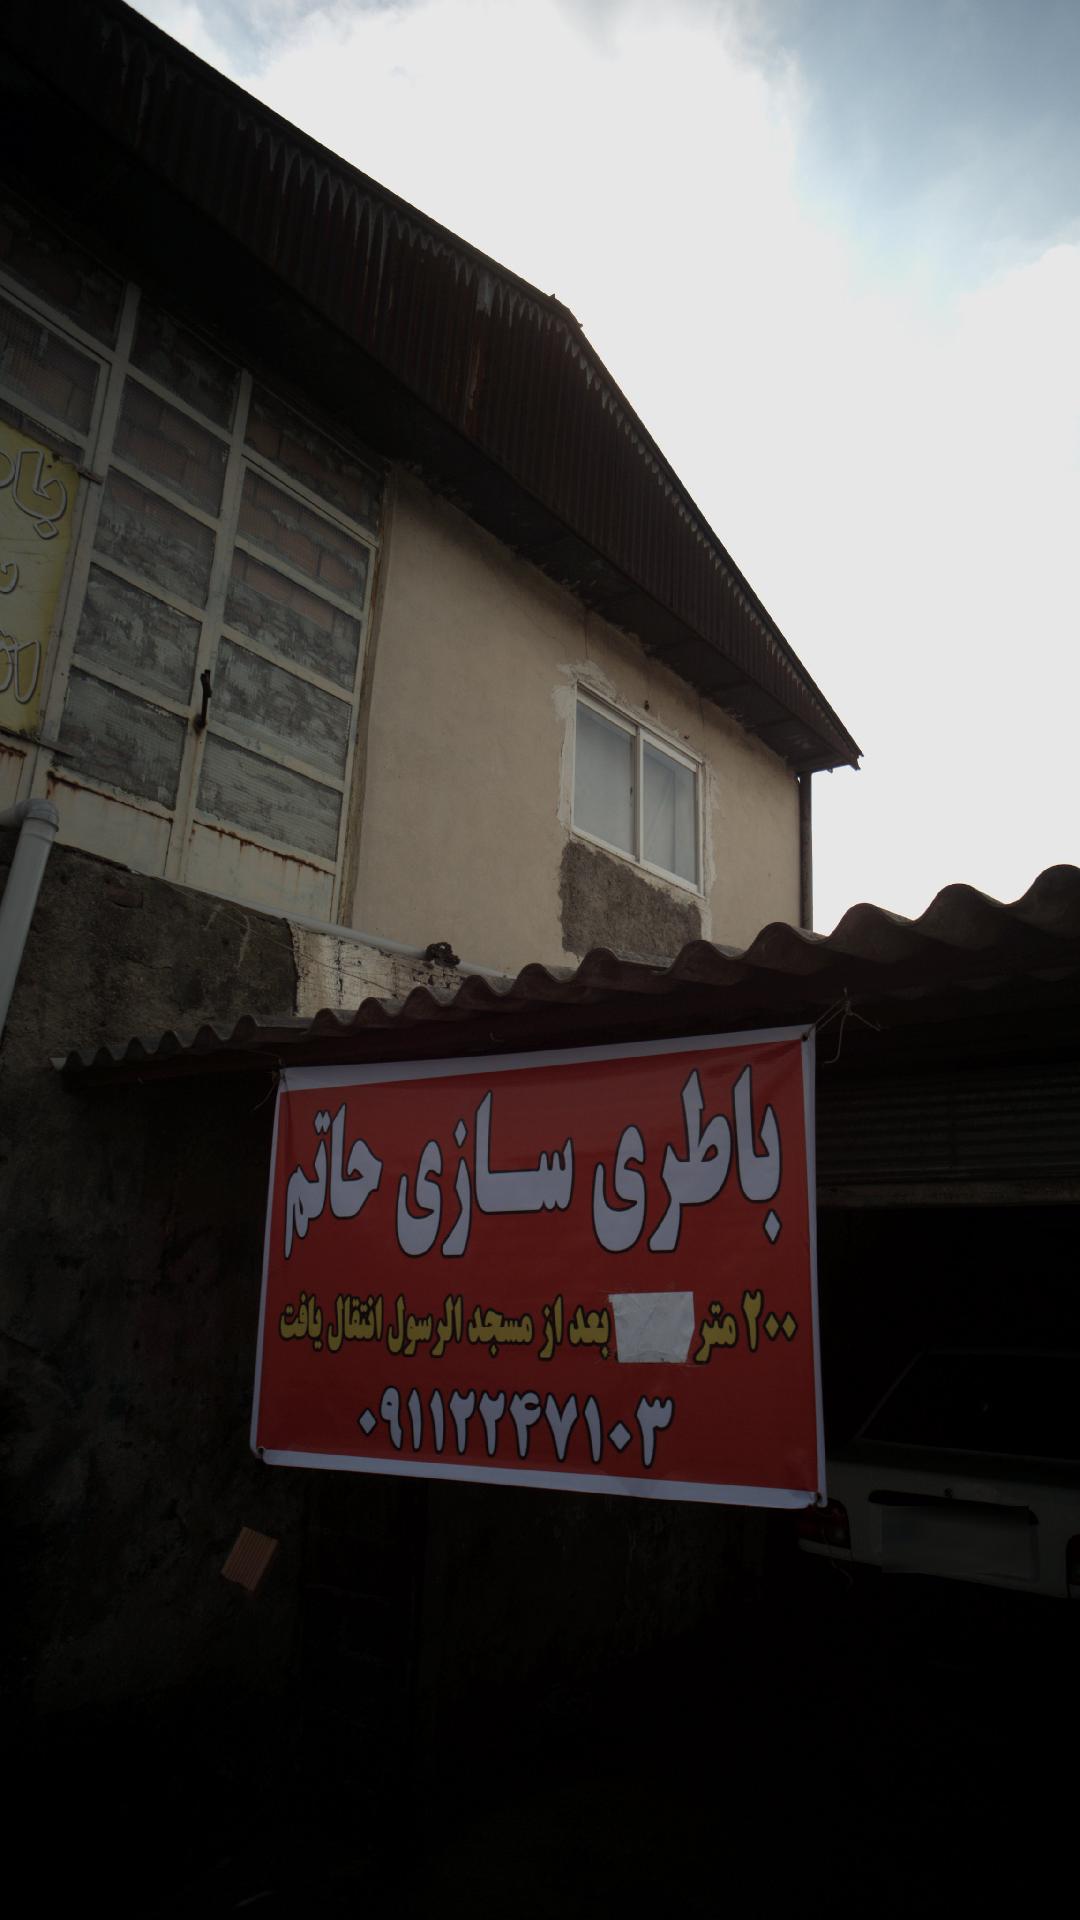 باطری سازی حاتم
۲۰۰ متر بعد از مسجد الرسول انتقال یافت
۰۹۱۱۲۲۴۷۱۰۳